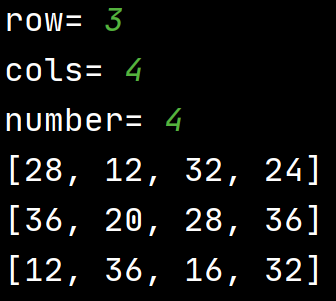 row= 3
cols= 4
number= 4
[28, 12, 32, 24]
[36, 20, 28, 36]
[12, 36, 16, 32]